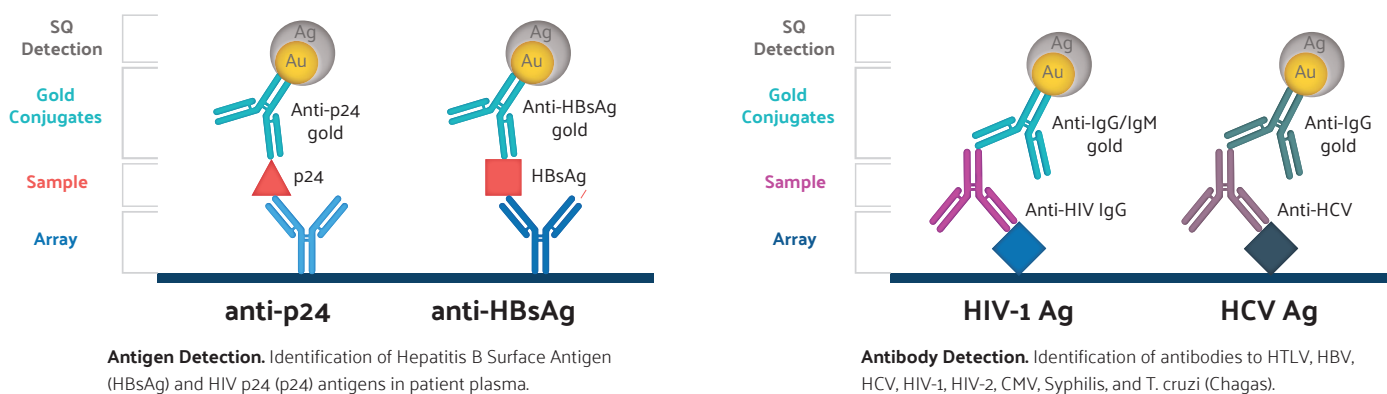 SQ
Detection
Gold
Conjugates
Sample
Array
Ag
Au
Anti-p24
gold
p24
Ag
Au
Anti-HBsAg
gold
HBsAg
anti-p24
anti-HBsAg
Antigen Detection. Identification of Hepatitis B Surface Antigen
(HBsAg) and HIV p24 (p24) antigens in patient plasma.
SQ
Detection
Gold
Conjugates
Sample
Array
Ag
Au
Anti-IgG/IgM
gold
Anti-HIV IgG
Ag
Au
Anti-IgG
gold
Anti-HCV
HIV-1 Ag
HCV Ag
Antibody Detection. Identification of antibodies to HTLV, HBV,
HCV, HIV-1, HIV-2, CMV, Syphilis, and T. cruzi (Chagas).